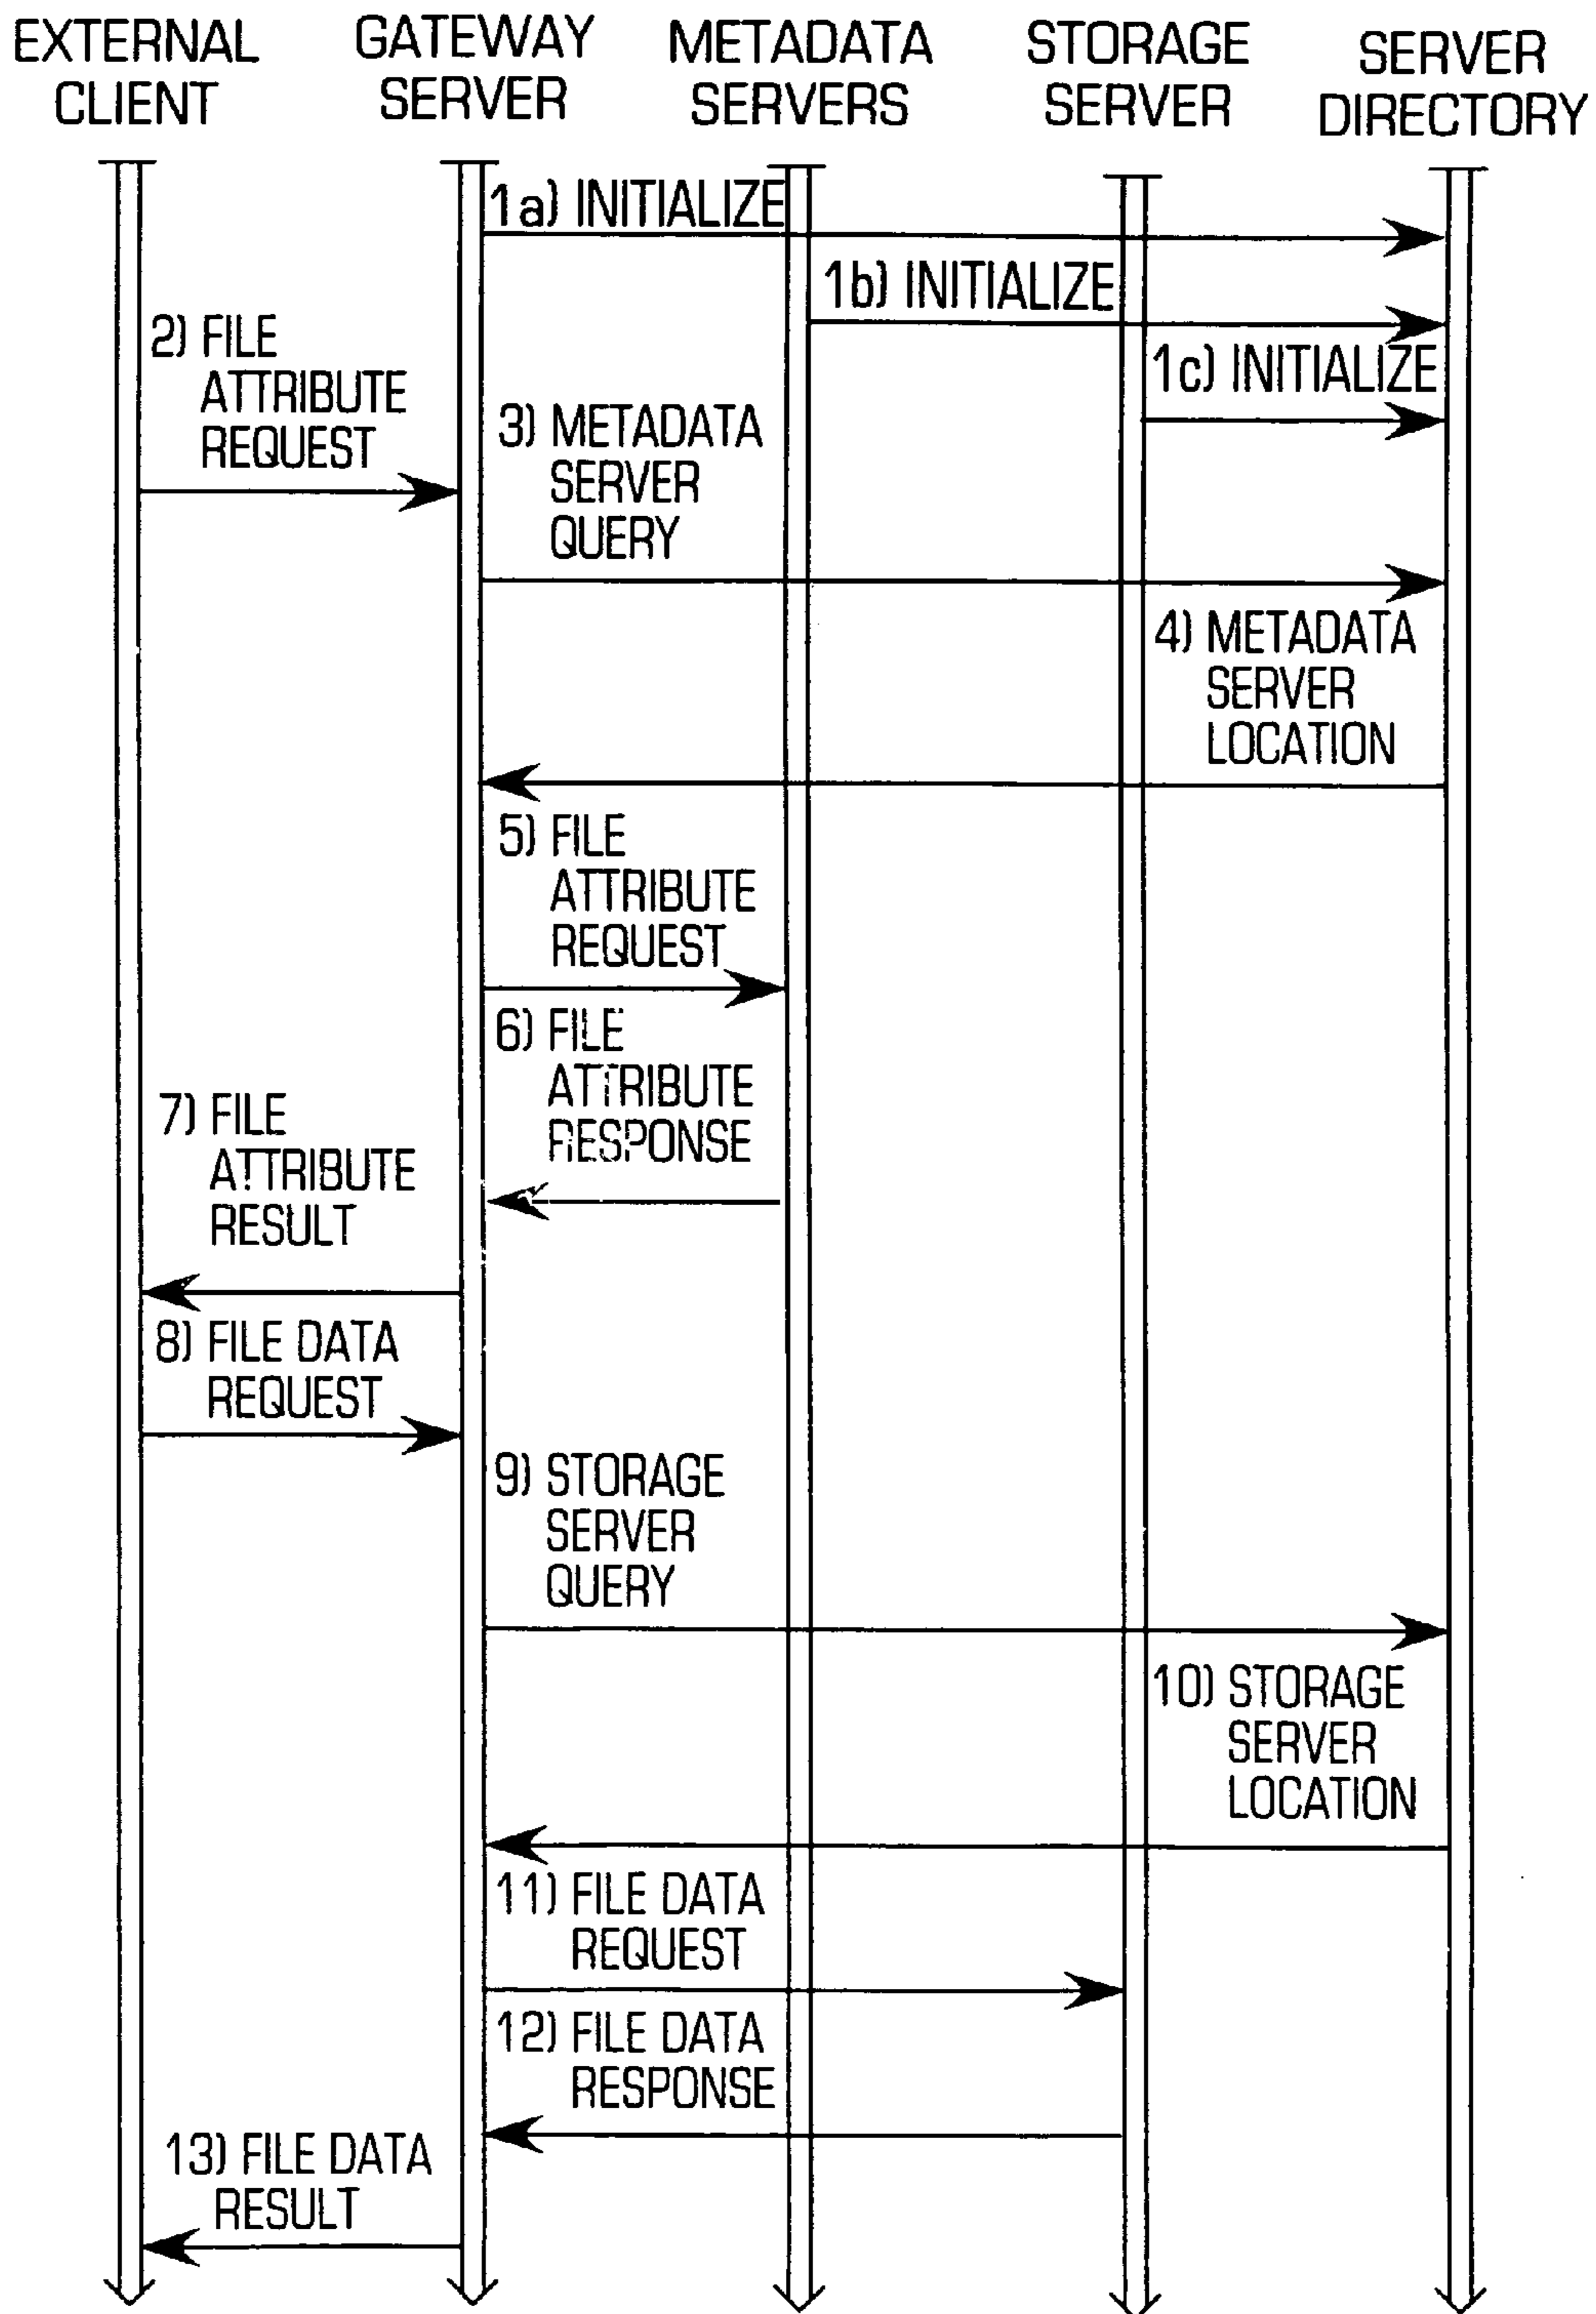 EXTERNAL
CLIENT
GATEWAY
SERVER
METADATA
SERVERS
STORAGE
SERVER
SERVER
DIRECTORY
1a) INITIALIZE
1b) INITIALIZE
1c) INITIALIZE
2) FILE
ATTRIBUTE
REQUEST
3) METADATA
SERVER
QUERY
4) METADATA
SERVER
LOCATION
5) FILE
ATTRIBUTE
REQUEST
6) FILE
ATTRIBUTE
RESPONSE
7) FILE
ATTRIBUTE
RESULT
8) FILE DATA
REQUEST
9) STORAGE
SERVER
QUERY
10) STORAGE
SERVER
LOCATION
11) FILE DATA
REQUEST
12) FILE DATA
RESPONSE
13) FILE DATA
RESULT